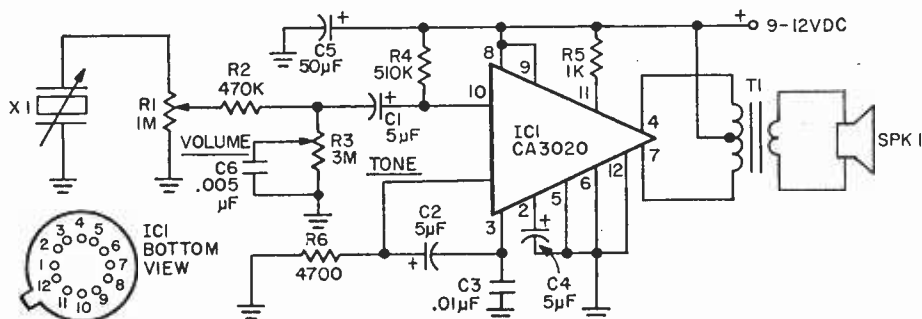 +
9-12VDC
C5
50µF
+
R4
510K
8
9
R5
1K
11
X1
R1
1M
R2
470K
+
C1
5µF
10
IC1
CA3020
4
7
T1
SPK 1
VOLUME
R3
3M
C6
.005
µF
TONE
3
2
5
6
12
C2
5µF
+
+
R6
4700
C3
.01µF
C4
5µF
IC1
BOTTOM
VIEW
1
2
3
4
5
6
7
8
9
10
11
12